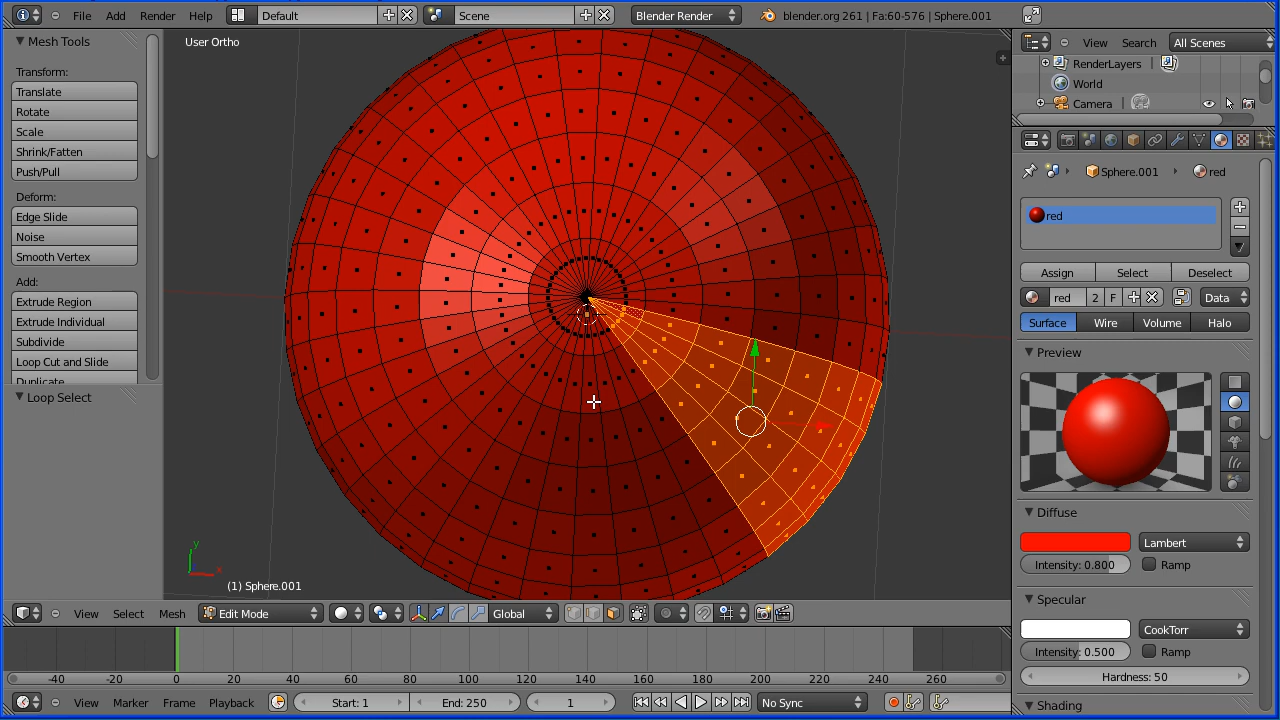 File Add Render Help Default Scene Blender Render blender.org 261 | Fa:60-576 | Sphere.001
Mesh Tools
Transform:
Translate
Rotate
Scale
Shrink/Fatten
Push/Pull
Deform:
Edge Slide
Noise
Smooth Vertex
Add:
Extrude Region
Extrude Individual
Subdivide
Loop Cut and Slide
Duplicate
Loop Select
User Ortho
y
x
(1) Sphere.001
View Select Mesh Edit Mode Global
-40 -20 0 20 40 60 80 100 120 140 160 180 200 220 240 260
View Marker Frame Playback Start: 1 End: 250 1 No Sync
View Search All Scenes
RenderLayers |
World
Camera |
Sphere.001 red
red
Assign Select Deselect
red 2 F Data
Surface Wire Volume Halo
Preview
Diffuse
Lambert
Intensity: 0.800 Ramp
Specular
CookTorr
Intensity: 0.500 Ramp
Hardness: 50
Shading